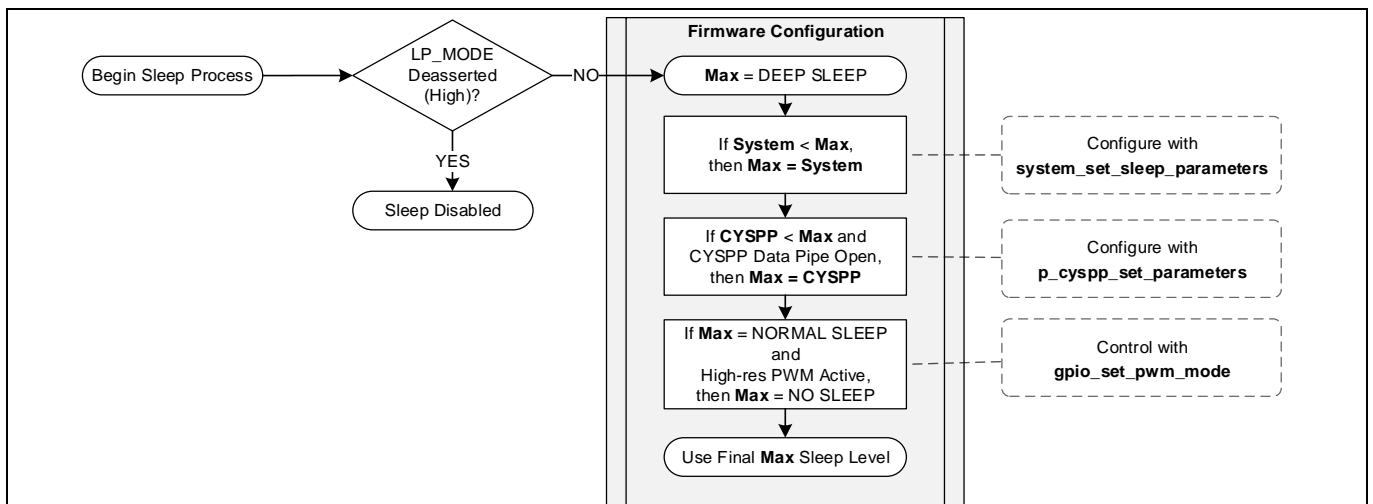 Begin Sleep Process
LP_MODE
Deasserted
(High)?
NO
YES
Sleep Disabled
Firmware Configuration
Max = DEEP SLEEP
If System < Max,
then Max = System
Configure with
system_set_sleep_parameters
If CYSPP < Max and
CYSPP Data Pipe Open,
then Max = CYSPP
Configure with
p_cyspp_set_parameters
If Max = NORMAL SLEEP
and
High-res PWM Active,
then Max = NO SLEEP
Control with
gpio_set_pwm_mode
Use Final Max Sleep Level